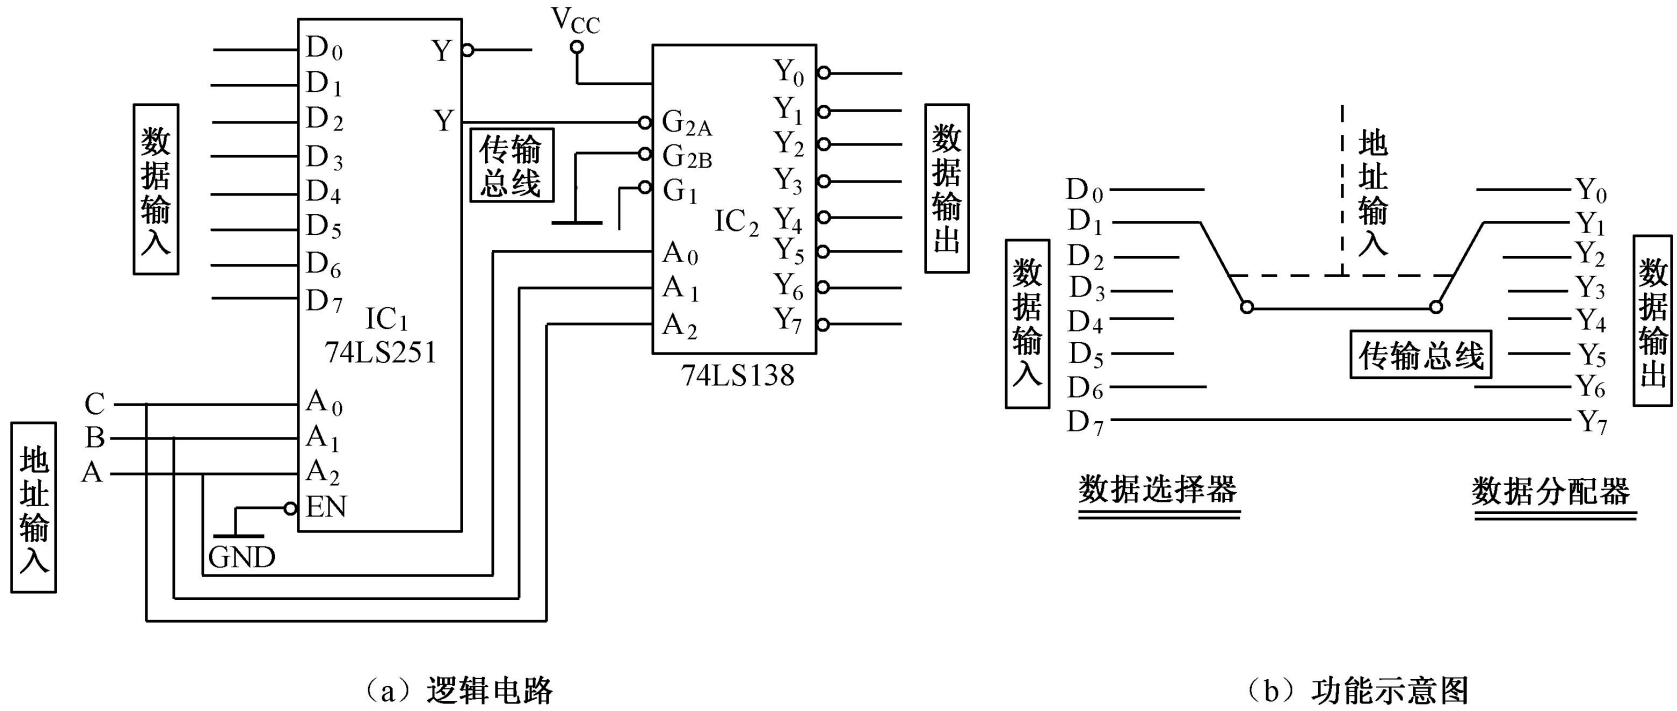 V_CC
D₀
D₁
D₂
D₃
D₄
D₅
D₆
D₇
数据输入
Y
Y
IC₁
74LS251
传输
总线
C
B
A
地址输入
A₀
A₁
A₂
EN
GND
G₂A
G₂B
G₁
IC₂
A₀
A₁
A₂
Y₀
Y₁
Y₂
Y₃
Y₄
Y₅
Y₆
Y₇
74LS138
数据输出
(a) 逻辑电路
地址输入
数据输入
D₀
D₁
D₂
D₃
D₄
D₅
D₆
D₇
传输总线
Y₀
Y₁
Y₂
Y₃
Y₄
Y₅
Y₆
Y₇
数据输出
数据选择器
数据分配器
(b) 功能示意图